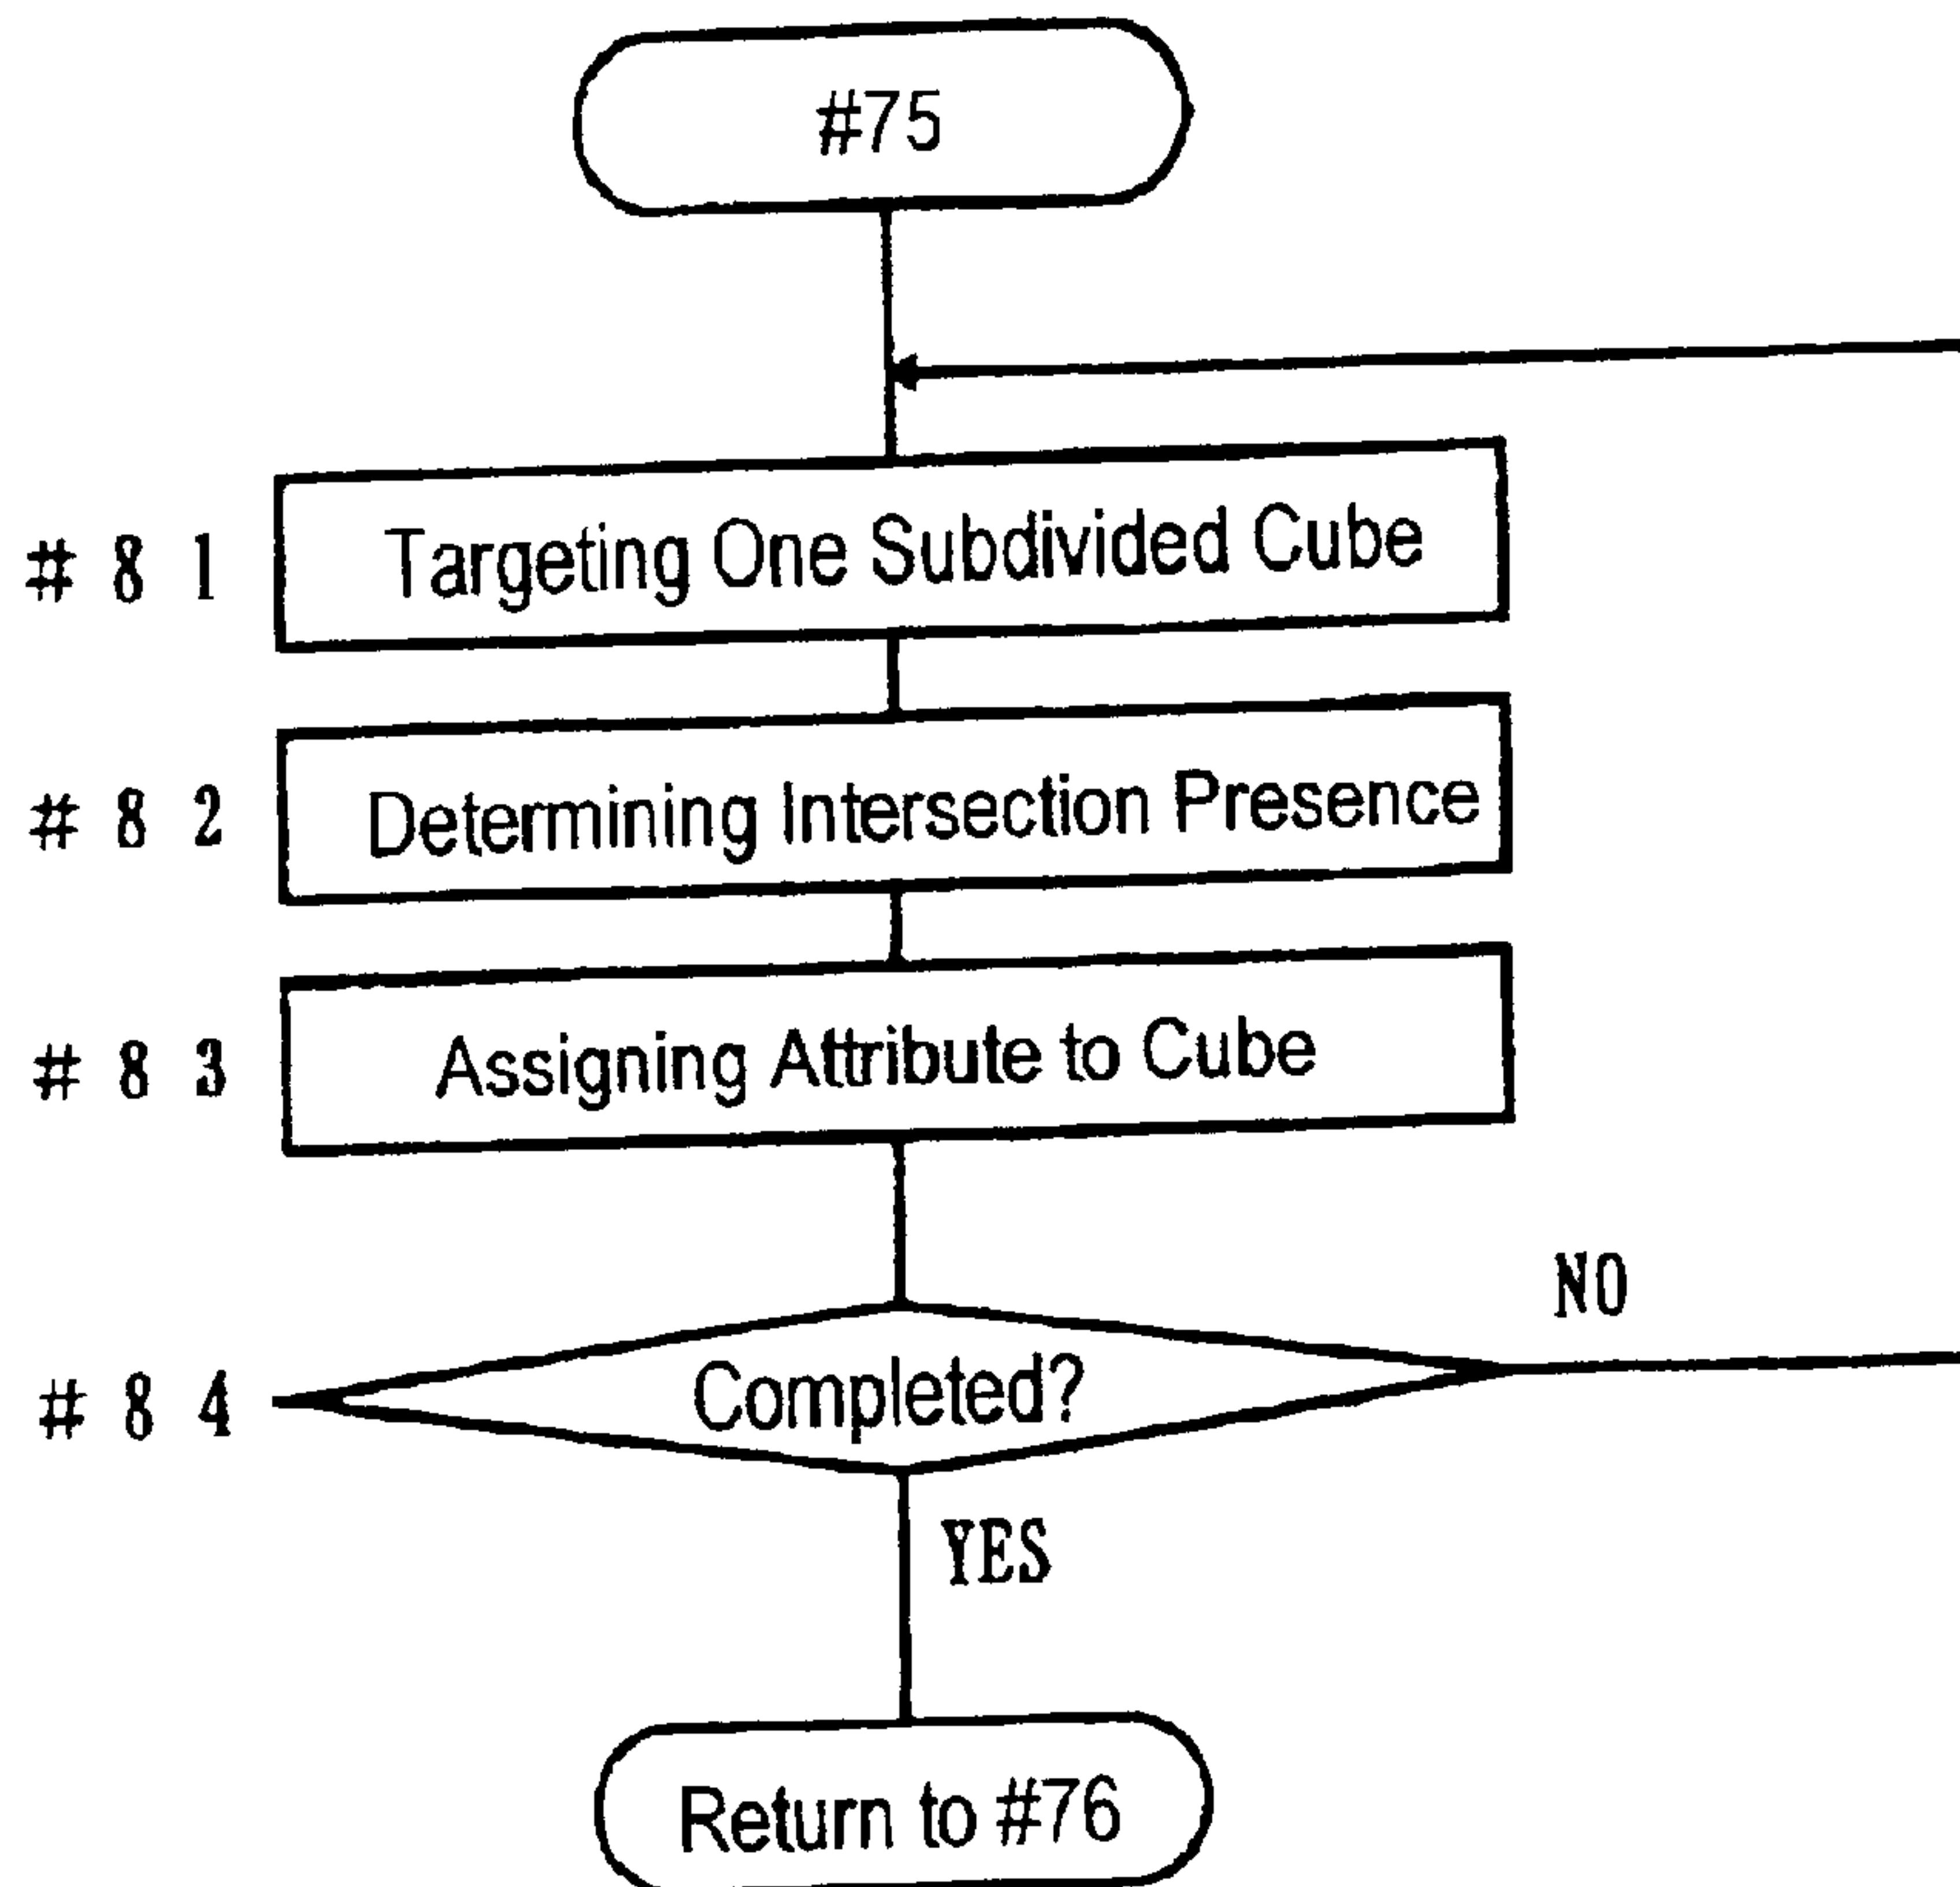 #75
#81 Targeting One Subdivided Cube
#82 Determining Intersection Presence
#83 Assigning Attribute to Cube
NO
#84 Completed?
YES
Return to #76